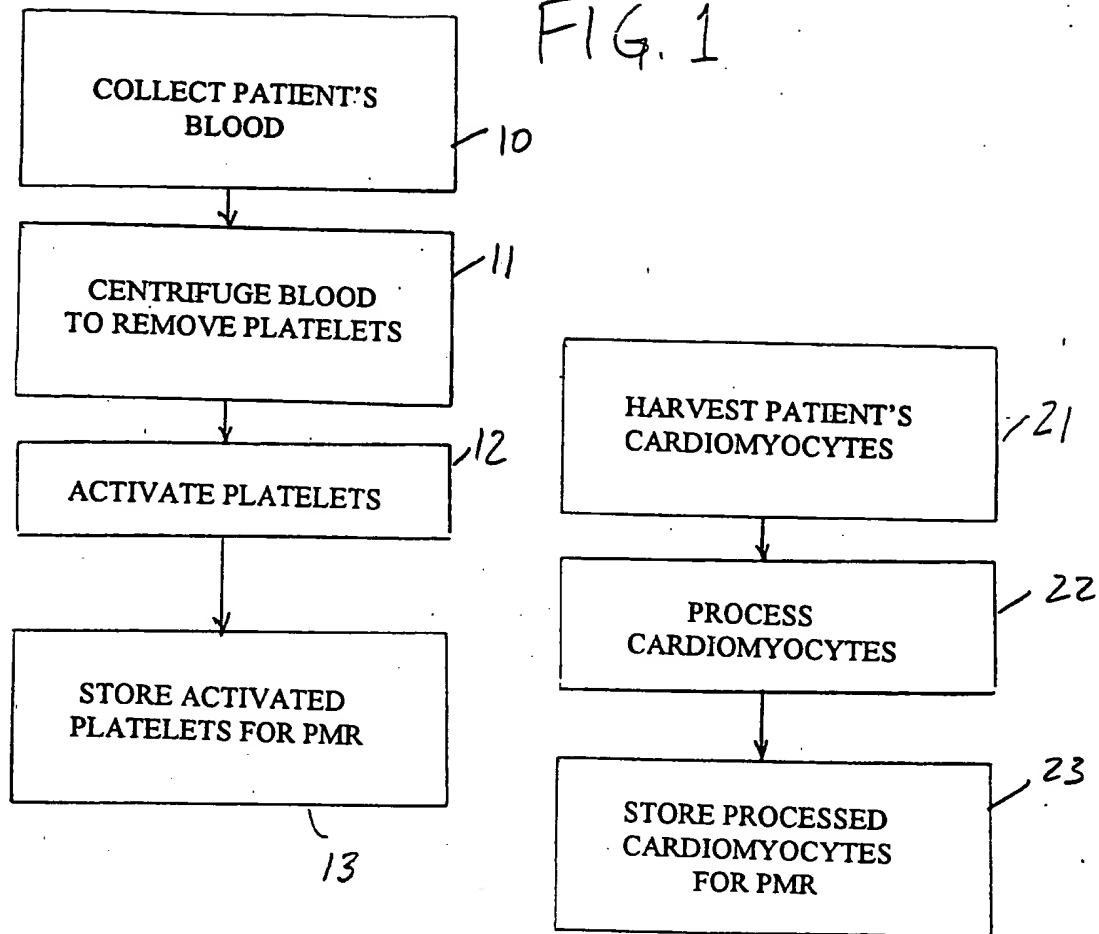 FIG. 1
COLLECT PATIENT'S
BLOOD
10
CENTRIFUGE BLOOD
TO REMOVE PLATELETS
11
ACTIVATE PLATELETS
12
STORE ACTIVATED
PLATELETS FOR PMR
13
HARVEST PATIENT'S
CARDIOMYOCYTES
21
PROCESS
CARDIOMYOCYTES
22
STORE PROCESSED
CARDIOMYOCYTES
FOR PMR
23